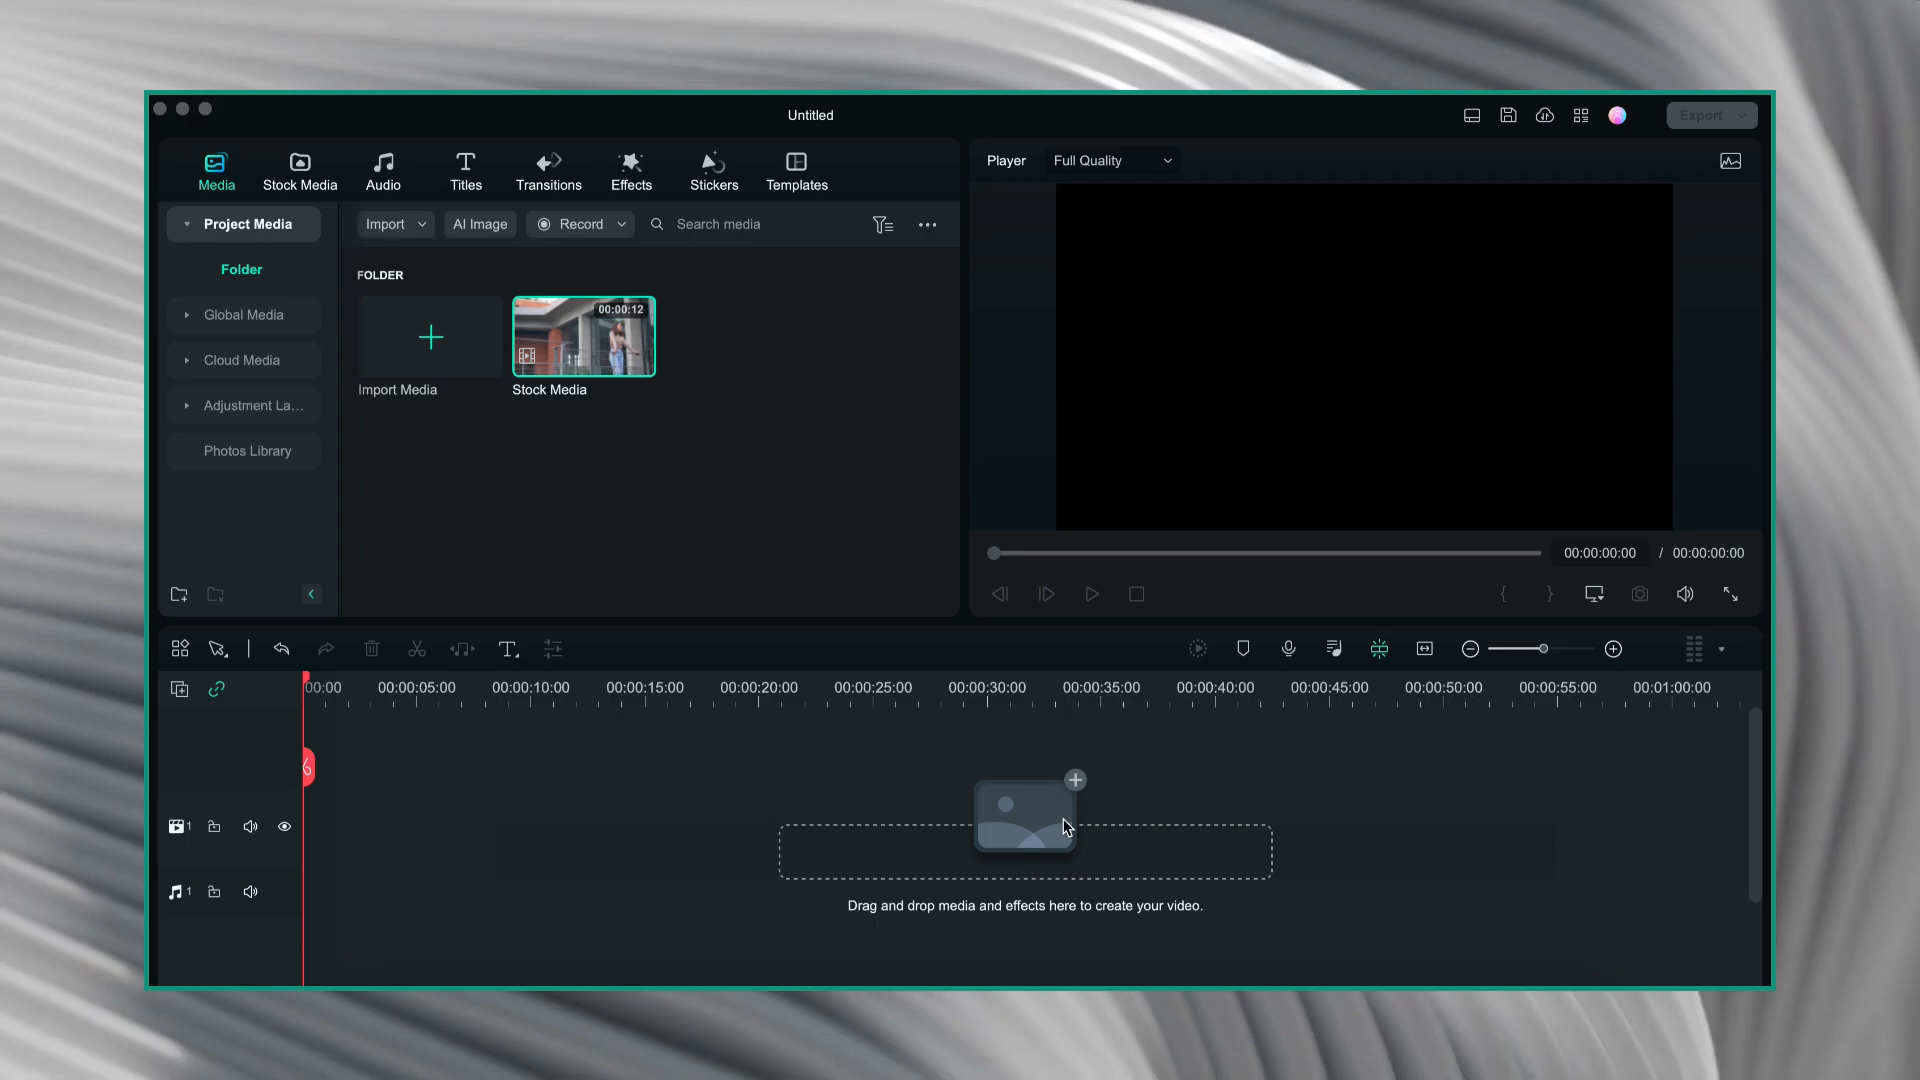 Untitled
Export
Media
Stock Media
Audio
Titles
Transitions
Effects
Stickers
Templates
Player
Full Quality
Project Media
Import
AI Image
Record
Search media
Folder
FOLDER
Global Media
00:00:12
Cloud Media
Import Media
Stock Media
Adjustment La...
Photos Library
00:00:00:00 / 00:00:00:00
00:00 00:00:05:00 00:00:10:00 00:00:15:00 00:00:20:00 00:00:25:00 00:00:30:00 00:00:35:00 00:00:40:00 00:00:45:00 00:00:50:00 00:00:55:00 00:01:00:00
1
1
Drag and drop media and effects here to create your video.